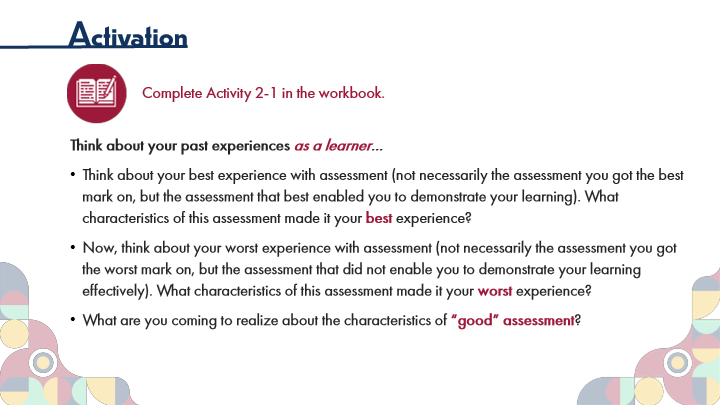 Activation
Complete Activity 2-1 in the workbook.
Think about your past experiences as a learner...
• Think about your best experience with assessment (not necessarily the assessment you got the best
mark on, but the assessment that best enabled you to demonstrate your learning). What
characteristics of this assessment made it your best experience?
• Now, think about your worst experience with assessment (not necessarily the assessment you got
the worst mark on, but the assessment that did not enable you to demonstrate your learning
effectively). What characteristics of this assessment made it your worst experience?
• What are you coming to realize about the characteristics of “good” assessment?